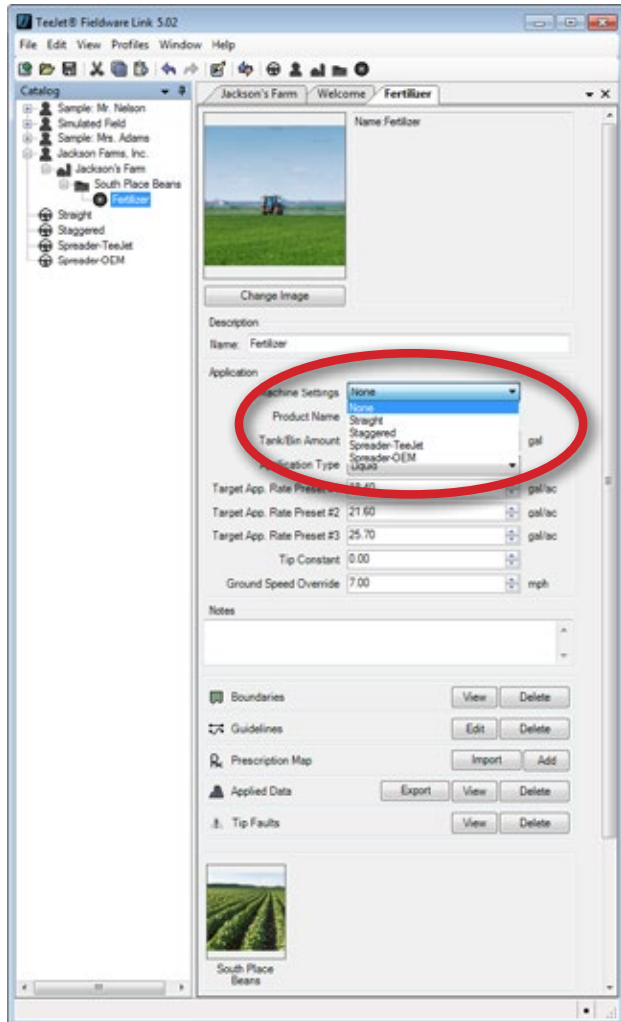 TeeJet® Fieldware Link 5.02
File Edit View Profiles Window Help
Catalog
Jackson's Farm Welcome Fertilizer
Sample: Mr. Nelson
Simulated Field
Sample: Mrs. Adams
Jackson Farms, Inc.
Jackson's Farm
South Place Beans
Fertilizer
Straight
Staggered
Spreader-TeeJet
Spreader-OEM
Name:Fertilizer
Change Image
Description
Name: Fertilizer
Application
Machine Settings None
None
Product Name Straight
Staggered
Tank/Bin Amount Spreader-TeeJet gal
Spreader-OEM
Application Type Liquid
Target App. Rate Preset gal/ac
Target App. Rate Preset #2 21.60 gal/ac
Target App. Rate Preset #3 25.70 gal/ac
Tip Constant 0.00
Ground Speed Override 7.00 mph
Notes
Boundaries View Delete
Guidelines Edit Delete
Prescription Map Import Add
Applied Data Export View Delete
Tip Faults View Delete
South Place
Beans